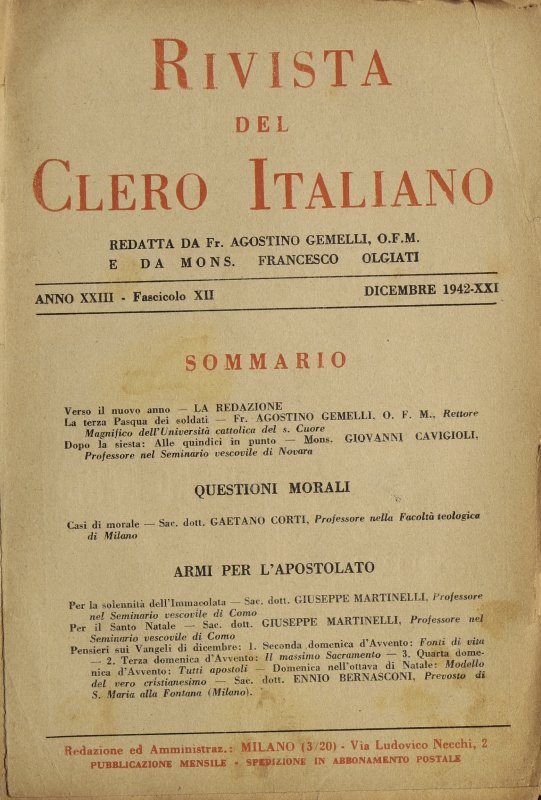 RIVISTA
DEL
CLERO ITALIANO
REDATTA DA Fr. AGOSTINO GEMELLI, O.F.M.
E DA MONS. FRANCESCO OLGIATI
ANNO XXIII - Fascicolo XII
DICEMBRE 1942-XXI
SOMMARIO
Verso il nuovo anno — LA REDAZIONE
La terza Pasqua dei soldati — Fr. AGOSTINO GEMELLI, O. F. M., Rettore
Magnifico dell'Università cattolica del s. Cuore
Dopo la siesta: Alle quindici in punto — Mons. GIOVANNI CAVIGIOLI,
Professore nel Seminario vescovile di Novara
QUESTIONI MORALI
Casi di morale — Sac. dott. GAETANO CORTI, Professore nella Facoltà teologica
di Milano
ARMI PER L'APOSTOLATO
Per la solennità dell'Immacolata — Sac. dott. GIUSEPPE MARTINELLI, Professore
nel Seminario vescovile di Como
Per il Santo Natale — Sac. dott. GIUSEPPE MARTINELLI, Professore nel
Seminario vescovile di Como
Pensieri sui Vangeli di dicembre: 1. Seconda domenica d'Avvento: Fonti di vita
— 2. Terza domenica d'Avvento: Il massimo Sacramento — 3. Quarta dome-
nica d'Avvento: Tutti apostoli — Domenica nell'ottava di Natale: Modello
del vero cristianesimo — Sac. dott. ENNIO BERNASCONI, Prevosto di
S. Maria alla Fontana (Milano).
Redazione ed Amministraz.: MILANO (3/20) - Via Ludovico Necchi, 2
PUBBLICAZIONE MENSILE - SPEDIZIONE IN ABBONAMENTO POSTALE